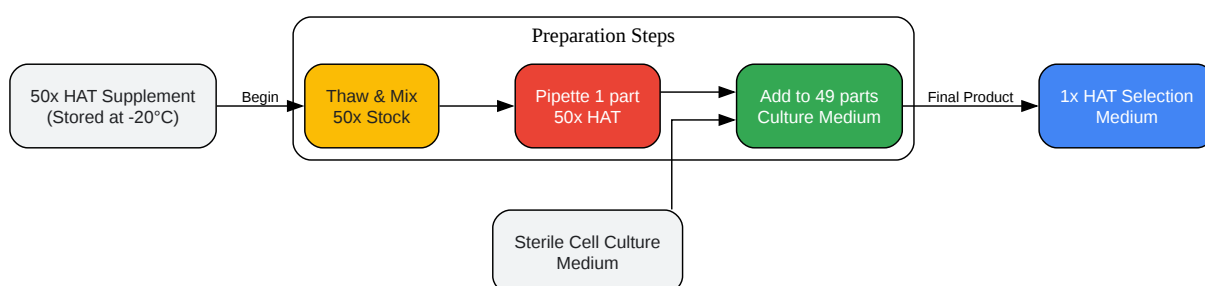 Preparation Steps
50x HAT Supplement
(Stored at -20°C)
Begin
Thaw & Mix
50x Stock
Pipette 1 part
50x HAT
Add to 49 parts
Culture Medium
Final Product
1x HAT Selection
Medium
Sterile Cell Culture
Medium